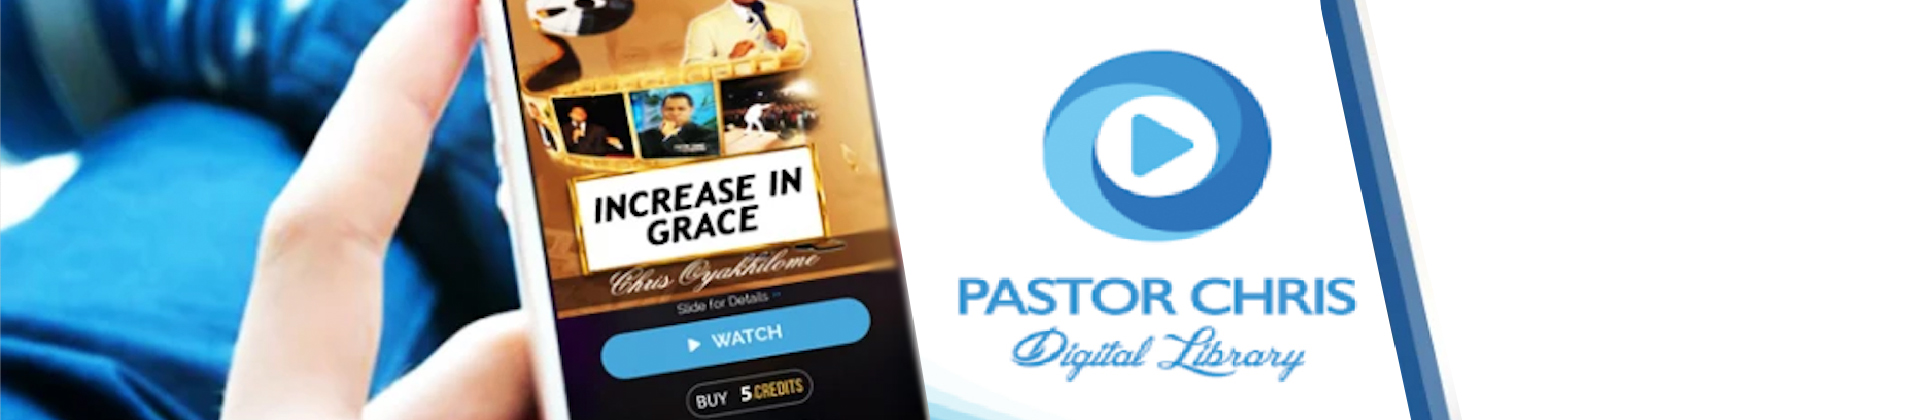 INCREASE IN
GRACE
Chris Oyakhilome
Slide for Details
WATCH
BUY 5 CREDITS
PASTOR CHRIS
Digital Library